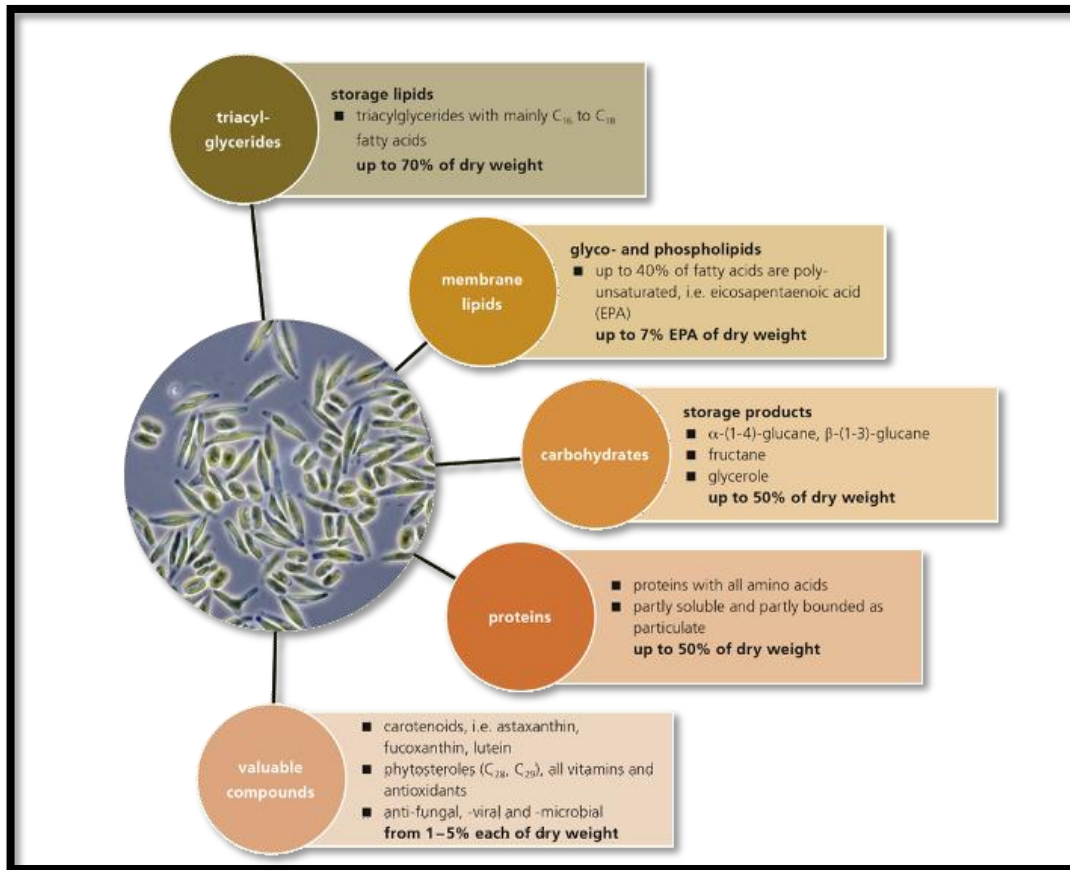 triacyl-
glycerides
storage lipids
■ triacylglycerides with mainly C₁₆ to C₁₈
fatty acids
up to 70% of dry weight
membrane
lipids
glyco- and phospholipids
■ up to 40% of fatty acids are poly-
unsaturated, i.e. eicosapentaenoic acid
(EPA)
up to 7% EPA of dry weight
carbohydrates
storage products
■ α-(1-4)-glucane, β-(1-3)-glucane
■ fructane
■ glycerole
up to 50% of dry weight
proteins
■ proteins with all amino acids
■ partly soluble and partly bounded as
particulate
up to 50% of dry weight
valuable
compounds
■ carotenoids, i.e. astaxanthin,
fucoxanthin, lutein
■ phytosteroles (C₂₈, C₂₉), all vitamins and
antioxidants
■ anti-fungal, -viral and -microbial
from 1–5% each of dry weight